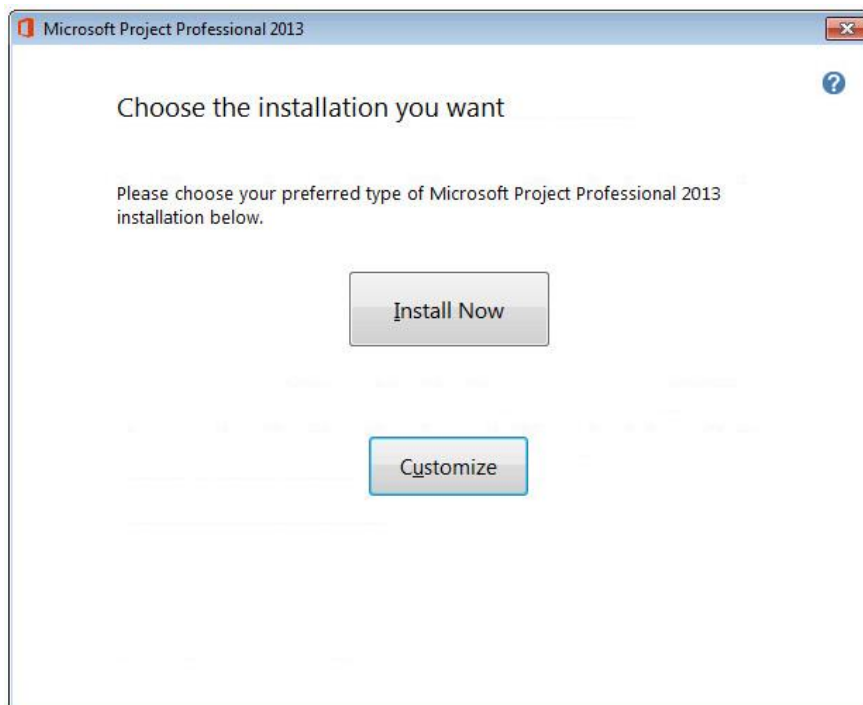 Microsoft Project Professional 2013
Choose the installation you want
Please choose your preferred type of Microsoft Project Professional 2013
installation below.
Install Now
Customize